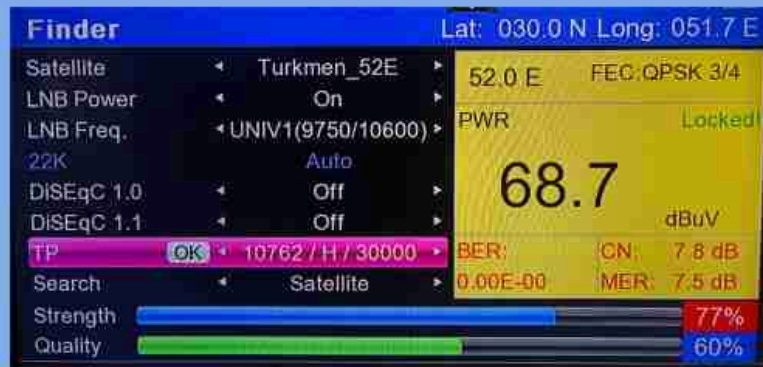 Finder
Lat: 030.0 N Long: 051.7 E
Satellite Turkmen_52E
LNB Power On
LNB Freq. UNIV1(9750/10600)
22K Auto
DiSEqC 1.0 Off
DiSEqC 1.1 Off
TP OK 10762 / H / 30000
Search Satellite
52.0 E FEC:QPSK 3/4
PWR Locked!
68.7
dBuV
BER: CN: 7.8 dB
0.00E-00 MER: 7.5 dB
Strength 77%
Quality 60%